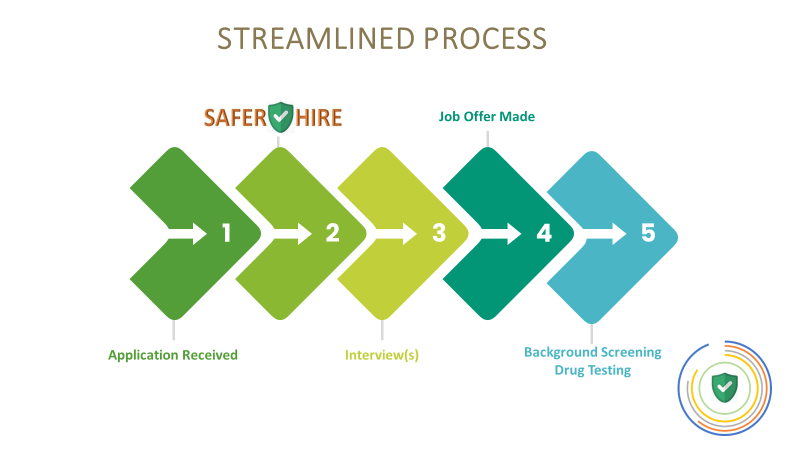 STREAMLINED PROCESS
SAFER HIRE
Job Offer Made
1
2
3
4
5
Application Received
Interview(s)
Background Screening
Drug Testing